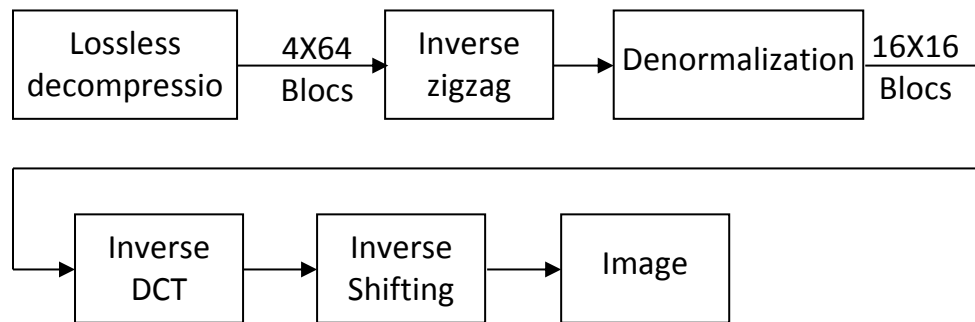 Lossless
decompressio
4X64
Blocs
Inverse
zigzag
Denormalization
16X16
Blocs
Inverse
DCT
Inverse
Shifting
Image